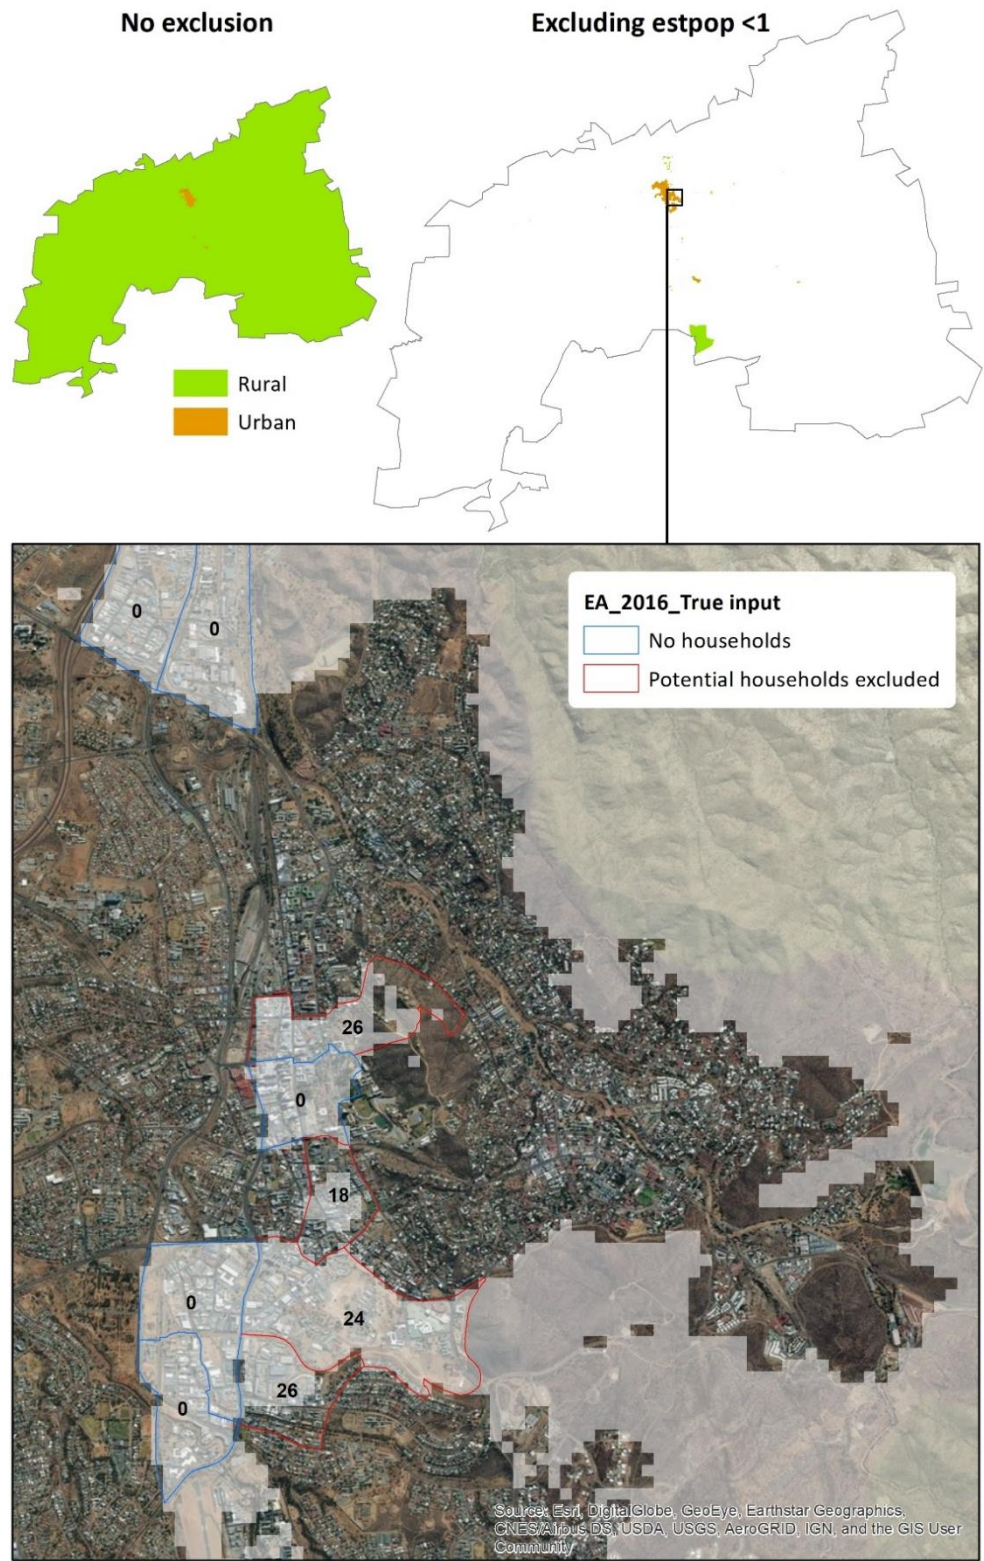 No exclusion
Excluding estpop <1
Rural
Urban
EA_2016_True input
No households
Potential households excluded
0
0
26
0
18
0
24
26
0
Source: Esri, DigitalGlobe, GeoEye, Earthstar Geographics,
CNES/Airbus DS, USDA, USGS, AeroGRID, IGN, and the GIS User
Community